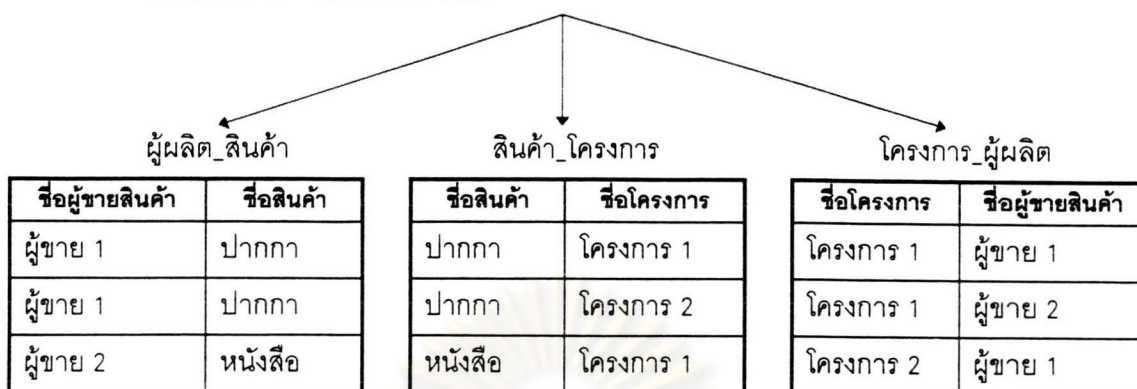 ผู้ผลิต_สินค้า สินค้า_โครงการ โครงการ_ผู้ผลิต
ชื่อผู้ขายสินค้า ชื่อสินค้า ชื่อสินค้า ชื่อโครงการ ชื่อโครงการ ชื่อผู้ขายสินค้า
ผู้ขาย 1 ปากกา ปากกา โครงการ 1 โครงการ 1 ผู้ขาย 1
ผู้ขาย 1 ปากกา ปากกา โครงการ 2 โครงการ 1 ผู้ขาย 2
ผู้ขาย 2 หนังสือ หนังสือ โครงการ 1 โครงการ 2 ผู้ขาย 1